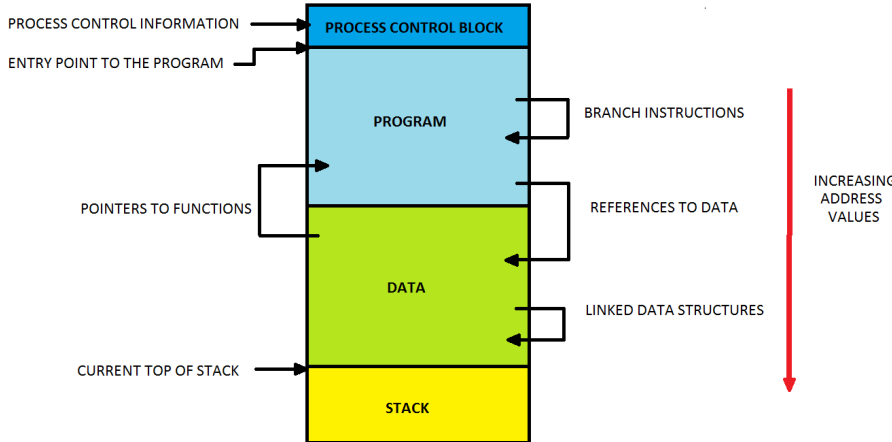 PROCESS CONTROL INFORMATION
PROCESS CONTROL BLOCK
ENTRY POINT TO THE PROGRAM
BRANCH INSTRUCTIONS
PROGRAM
INCREASING
ADDRESS
VALUES
POINTERS TO FUNCTIONS
REFERENCES TO DATA
DATA
LINKED DATA STRUCTURES
CURRENT TOP OF STACK
STACK